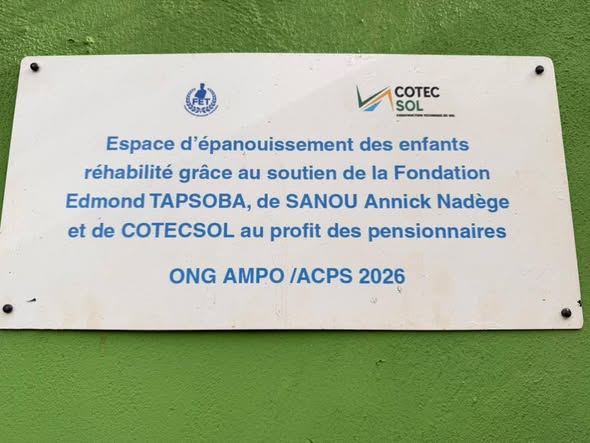 FET
COTEC
SOL
Espace d'épanouissement des enfants
réhabilité grâce au soutien de la Fondation
Edmond TAPSOBA, de SANOU Annick Nadège
et de COTECSOL au profit des pensionnaires
ONG AMPO /ACPS 2026